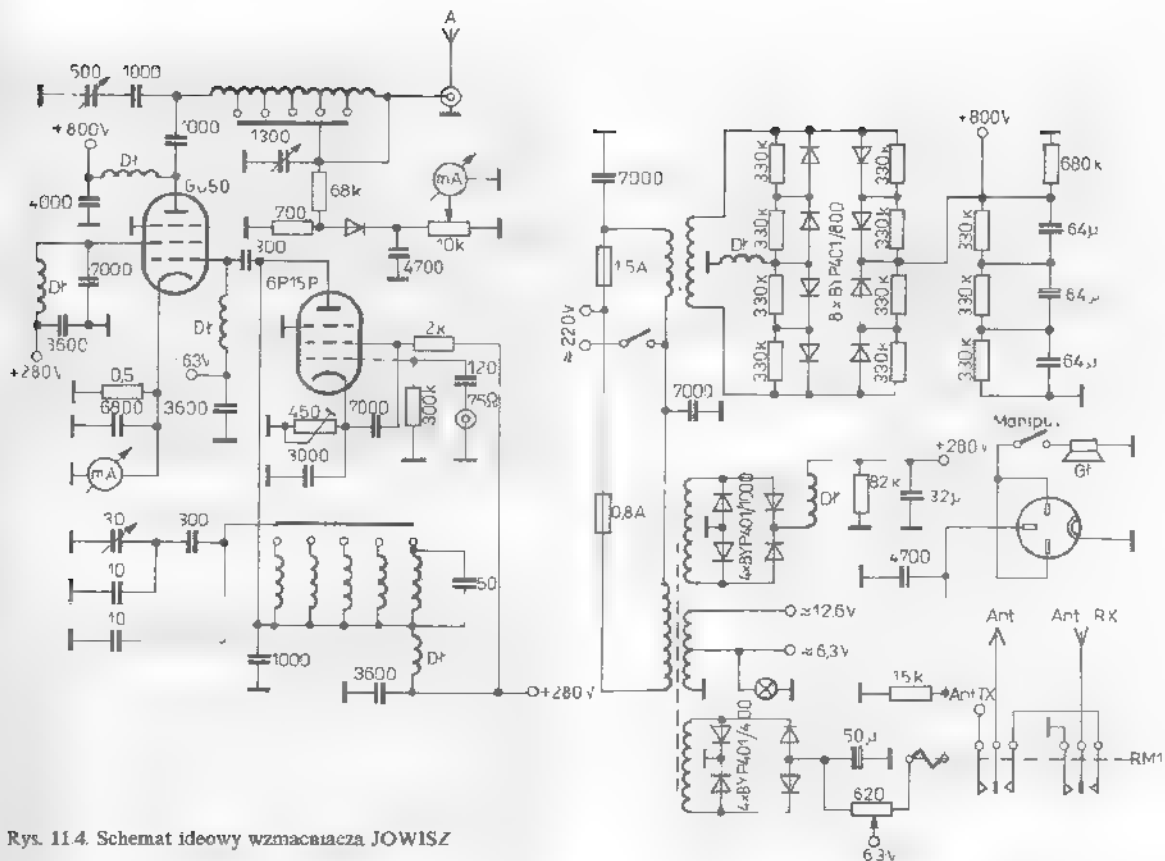 A
500
1000
+800V
1000
1300
Dł
GU50
4000
68k
mA
700
10k
7000
300
4700
Dł
6P15P
3600
Dł
2k
+280V
63V
120
0,5
3600
450
7000
300k
75Ω
6800
3000
mA
30
300
10
50
10
1000
Dł
3600
+280V
7000
1,5A
≈220V
7000
0,8A
330k
330k
330k
330k
Dł
8×BYP401/800
330k
330k
330k
330k
+800V
680k
330k
64µ
330k
64µ
330k
64µ
Manipul.
+280V
Gł
4×BYP401/1000
Dł
82k
32µ
4700
≈12,6V
≈6,3V
Ant
Ant RX
15k
Ant TX
4×BYP401/400
50µ
RM1
620
63V
Rys. 11.4. Schemat ideowy wzmacniacza JOWISZ